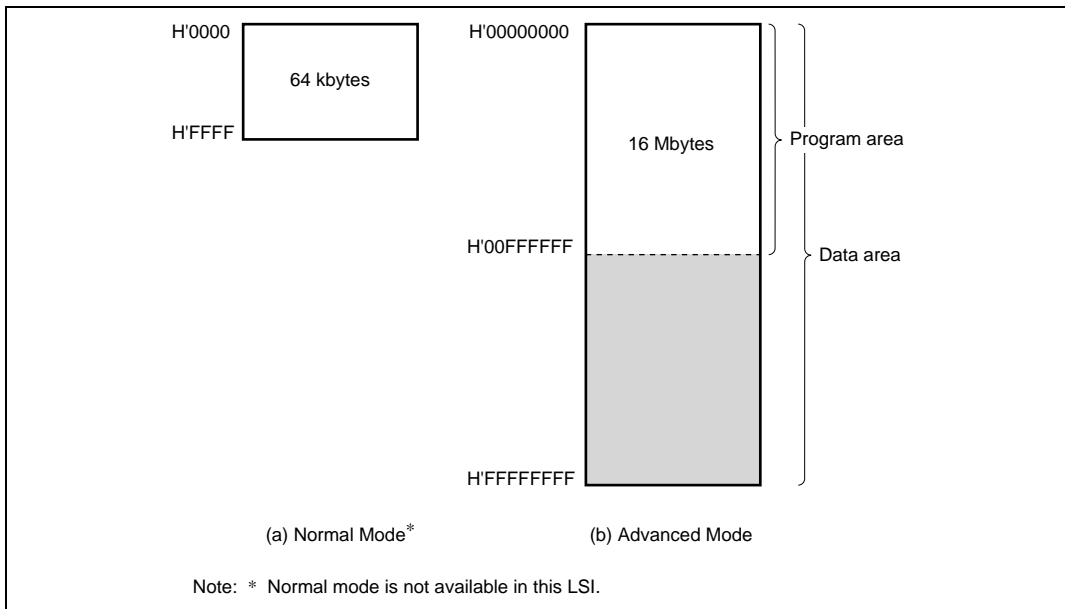 H'0000
64 kbytes
H'FFFF
(a) Normal Mode*
H'00000000
16 Mbytes
H'00FFFFFF
H'FFFFFFFF
Program area
Data area
(b) Advanced Mode
Note: * Normal mode is not available in this LSI.